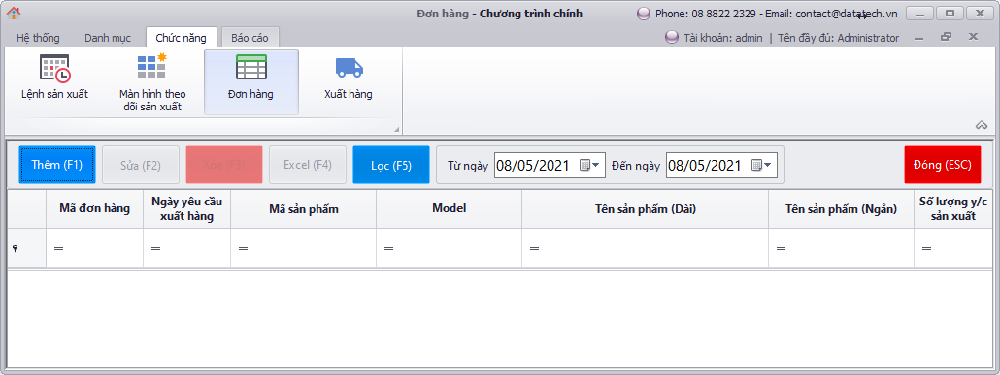 Đơn hàng - Chương trình chính
Phone: 08 8822 2329 - Email: contact@datatech.vn
Hệ thống
Danh mục
Chức năng
Báo cáo
Tài khoản: admin | Tên đầy đủ: Administrator
Lệnh sản xuất
Màn hình theo
dõi sản xuất
Đơn hàng
Xuất hàng
Thêm (F1)
Sửa (F2)
Xóa (F3)
Excel (F4)
Lọc (F5)
Từ ngày
08/05/2021
Đến ngày
08/05/2021
Đóng (ESC)
Mã đơn hàng
Ngày yêu cầu
xuất hàng
Mã sản phẩm
Model
Tên sản phẩm (Dài)
Tên sản phẩm (Ngắn)
Số lượng y/c
sản xuất
=
=
=
=
=
=
=